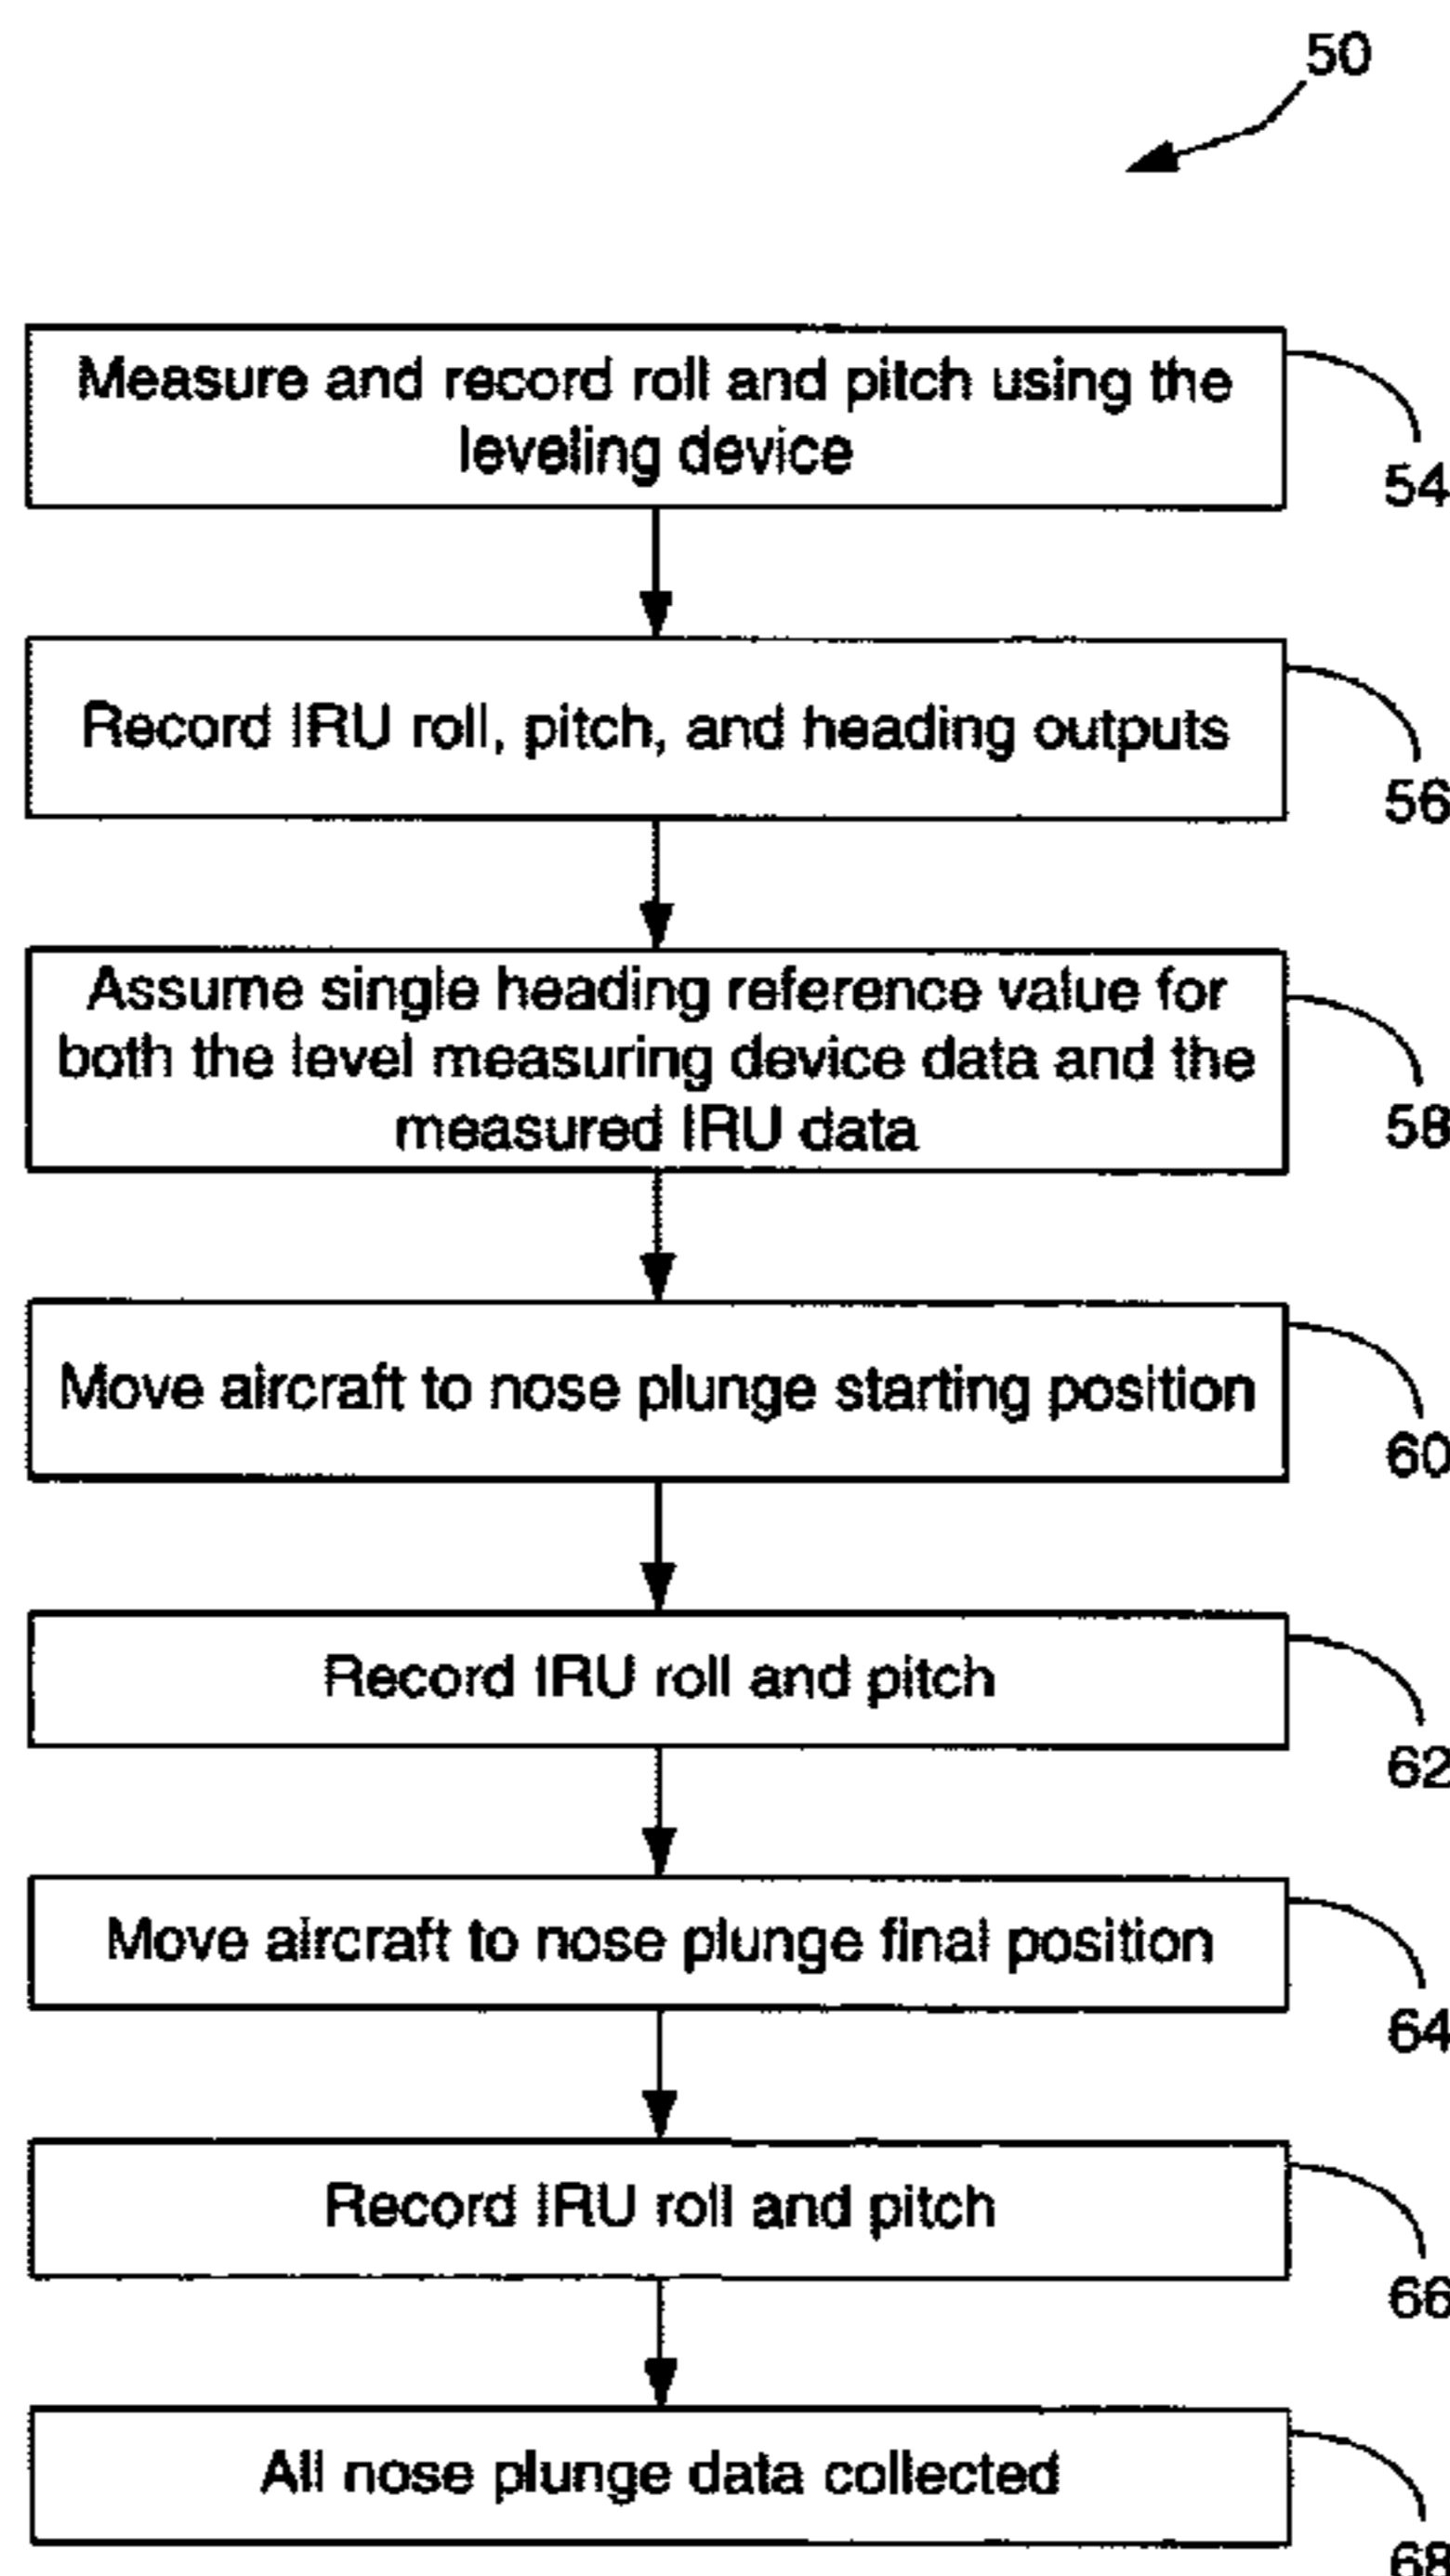 50
Measure and record roll and pitch using the
leveling device
54
Record IRU roll, pitch, and heading outputs
56
Assume single heading reference value for
both the level measuring device data and the
measured IRU data
58
Move aircraft to nose plunge starting position
60
Record IRU roll and pitch
62
Move aircraft to nose plunge final position
64
Record IRU roll and pitch
66
All nose plunge data collected
68